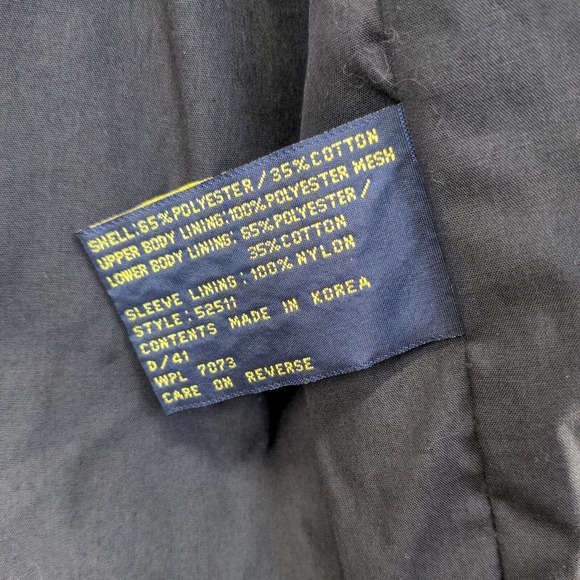 SHELL:65%POLYESTER/35%COTTON
UPPER BODY LINING:100%POLYESTER MESH
LOWER BODY LINING: 65%POLYESTER/
35%COTTON
SLEEVE LINING:100% NYLON
STYLE:52511
CONTENTS MADE IN KOREA
D/41
WPL 7073
CARE ON REVERSE